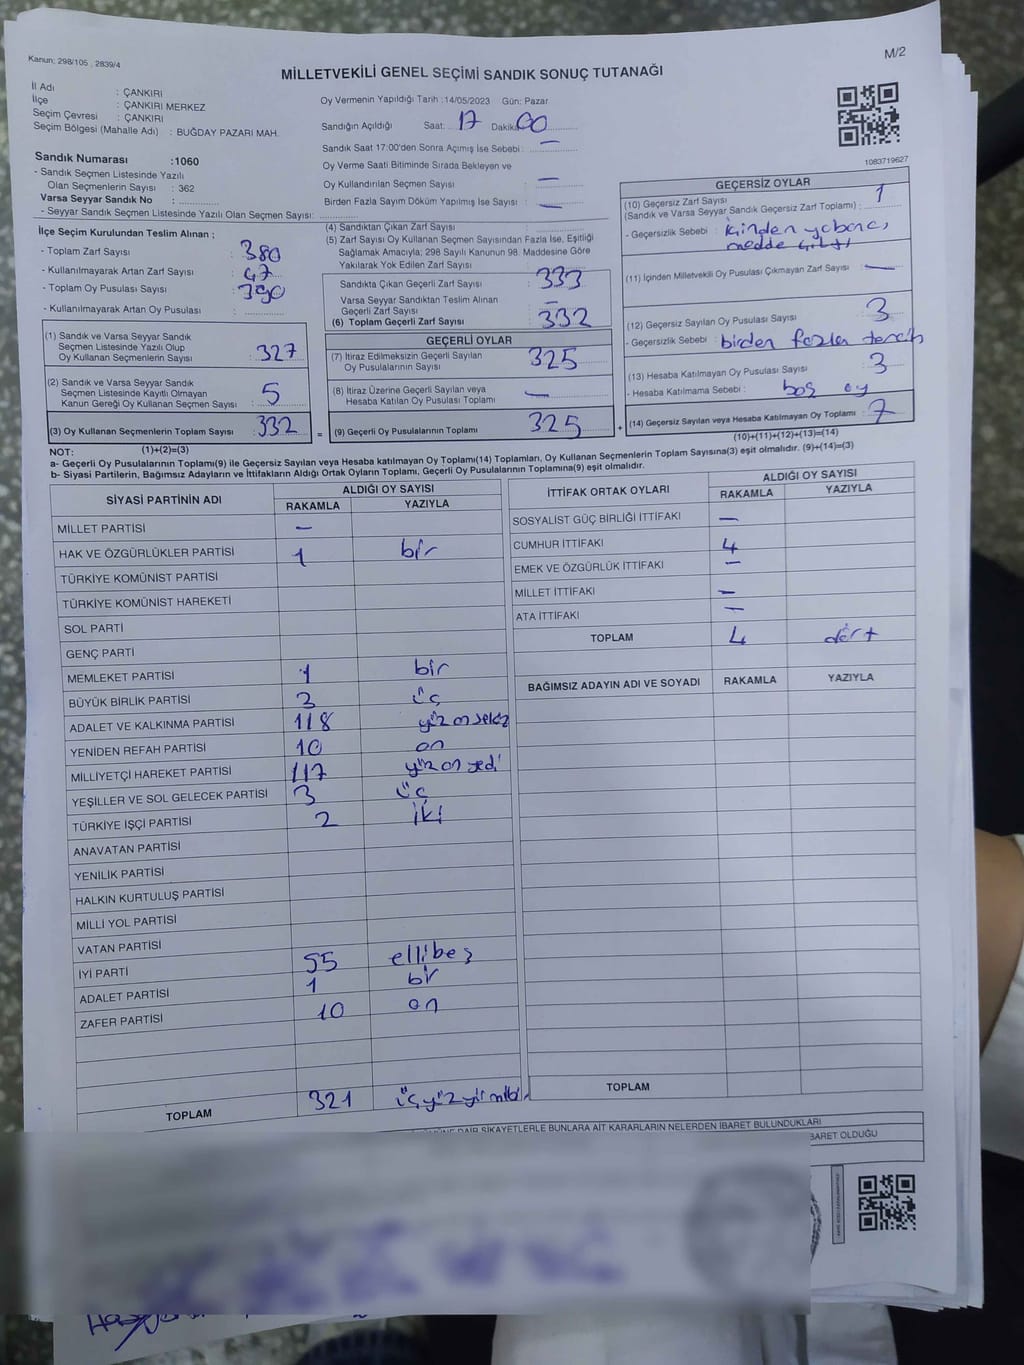 Kanun: 298/105 , 2839/4
M/2
MİLLETVEKİLİ GENEL SEÇİMİ SANDIK SONUÇ TUTANAĞI
İl Adı : ÇANKIRI
İlçe : ÇANKIRI MERKEZ
Seçim Çevresi : ÇANKIRI
Seçim Bölgesi (Mahalle Adı) : BUĞDAY PAZARI MAH.
Sandık Numarası :1060
- Sandık Seçmen Listesinde Yazılı
Olan Seçmenlerin Sayısı : 362
Varsa Seyyar Sandık No :
- Seyyar Sandık Seçmen Listesinde Yazılı Olan Seçmen Sayısı:
Oy Vermenin Yapıldığı Tarih :14/05/2023 Gün: Pazar
Sandığın Açıldığı Saat: 17 Dakika 00
Sandık Saat 17:00'den Sonra Açımış İse Sebebi : —
Oy Verme Saati Bitiminde Sırada Bekleyen ve
Oy Kullandırılan Seçmen Sayısı —
Birden Fazla Sayım Döküm Yapılmış İse Sayısı : —
1083719627
İlçe Seçim Kurulundan Teslim Alınan ;
- Toplam Zarf Sayısı : 380
- Kullanılmayarak Artan Zarf Sayısı : 47
- Toplam Oy Pusulası Sayısı : 390
- Kullanılmayarak Artan Oy Pusulası :
(4) Sandıktan Çıkan Zarf Sayısı :
(5) Zarf Sayısı Oy Kullanan Seçmen Sayısından Fazla İse, Eşitliği
Sağlamak Amacıyla; 298 Sayılı Kanunun 98. Maddesine Göre
Yakılarak Yok Edilen Zarf Sayısı :
Sandıkta Çıkan Geçerli Zarf Sayısı : 333
Varsa Seyyar Sandıktan Teslim Alınan
Geçerli Zarf Sayısı : —
(6) Toplam Geçerli Zarf Sayısı : 332
GEÇERSİZ OYLAR
(10) Geçersiz Zarf Sayısı 1
(Sandık ve Varsa Seyyar Sandık Geçersiz Zarf Toplamı) :
- Geçersizlik Sebebi : İçinden yabancı
madde çıktı
(11) İçinden Milletvekili Oy Pusulası Çıkmayan Zarf Sayısı —
(12) Geçersiz Sayılan Oy Pusulası Sayısı 3
- Geçersizlik Sebebi : birden fazla tercih
(13) Hesaba Katılmayan Oy Pusulası Sayısı 3
- Hesaba Katılmama Sebebi : boş oy
(14) Geçersiz Sayılan veya Hesaba Katılmayan Oy Toplamı : 7
(10)+(11)+(12)+(13)=(14)
(1) Sandık ve Varsa Seyyar Sandık
Seçmen Listesinde Yazılı Olup
Oy Kullanan Seçmenlerin Sayısı : 327
(2) Sandık ve Varsa Seyyar Sandık
Seçmen Listesinde Kayıtlı Olmayan
Kanun Gereği Oy Kullanan Seçmen Sayısı : 5
(3) Oy Kullanan Seçmenlerin Toplam Sayısı : 332
(1)+(2)=(3)
GEÇERLİ OYLAR
(7) İtiraz Edilmeksizin Geçerli Sayılan
Oy Pusulalarının Sayısı : 325
(8) İtiraz Üzerine Geçerli Sayılan veya
Hesaba Katılan Oy Pusulası Toplamı : —
= (9) Geçerli Oy Pusulalarının Toplamı : 325 +
NOT:
a- Geçerli Oy Pusulalarının Toplamı(9) ile Geçersiz Sayılan veya Hesaba katılmayan Oy Toplamı(14) Toplamları, Oy Kullanan Seçmenlerin Toplam Sayısına(3) eşit olmalıdır. (9)+(14)=(3)
b- Siyasi Partilerin, Bağımsız Adayların ve İttifakların Aldığı Ortak Oyların Toplamı, Geçerli Oy Pusulalarının Toplamına(9) eşit olmalıdır.
SİYASİ PARTİNİN ADI ALDIĞI OY SAYISI
RAKAMLA YAZIYLA
MİLLET PARTİSİ —
HAK VE ÖZGÜRLÜKLER PARTİSİ 1 bir
TÜRKİYE KOMÜNİST PARTİSİ
TÜRKİYE KOMÜNİST HAREKETİ
SOL PARTİ
GENÇ PARTİ
MEMLEKET PARTİSİ 1 bir
BÜYÜK BİRLİK PARTİSİ 3 üç
ADALET VE KALKINMA PARTİSİ 118 yüz on sekiz
YENİDEN REFAH PARTİSİ 10 on
MİLLİYETÇİ HAREKET PARTİSİ 117 yüz on yedi
YEŞİLLER VE SOL GELECEK PARTİSİ 3 üç
TÜRKİYE İŞÇİ PARTİSİ 2 iki
ANAVATAN PARTİSİ
YENİLİK PARTİSİ
HALKIN KURTULUŞ PARTİSİ
MİLLİ YOL PARTİSİ
VATAN PARTİSİ
İYİ PARTİ 55 ellibeş
ADALET PARTİSİ 1 bir
ZAFER PARTİSİ 10 on
TOPLAM 321 üçyüz yirmibir
İTTİFAK ORTAK OYLARI ALDIĞI OY SAYISI
RAKAMLA YAZIYLA
SOSYALİST GÜÇ BİRLİĞİ İTTİFAKI —
CUMHUR İTTİFAKI 4
EMEK VE ÖZGÜRLÜK İTTİFAKI —
MİLLET İTTİFAKI —
ATA İTTİFAKI —
TOPLAM 4 dört
BAĞIMSIZ ADAYIN ADI VE SOYADI RAKAMLA YAZIYLA
TOPLAM
DAİR ŞİKAYETLERLE BUNLARA AİT KARARLARIN NELERDEN İBARET BULUNDUKLARI
İBARET OLDUĞU